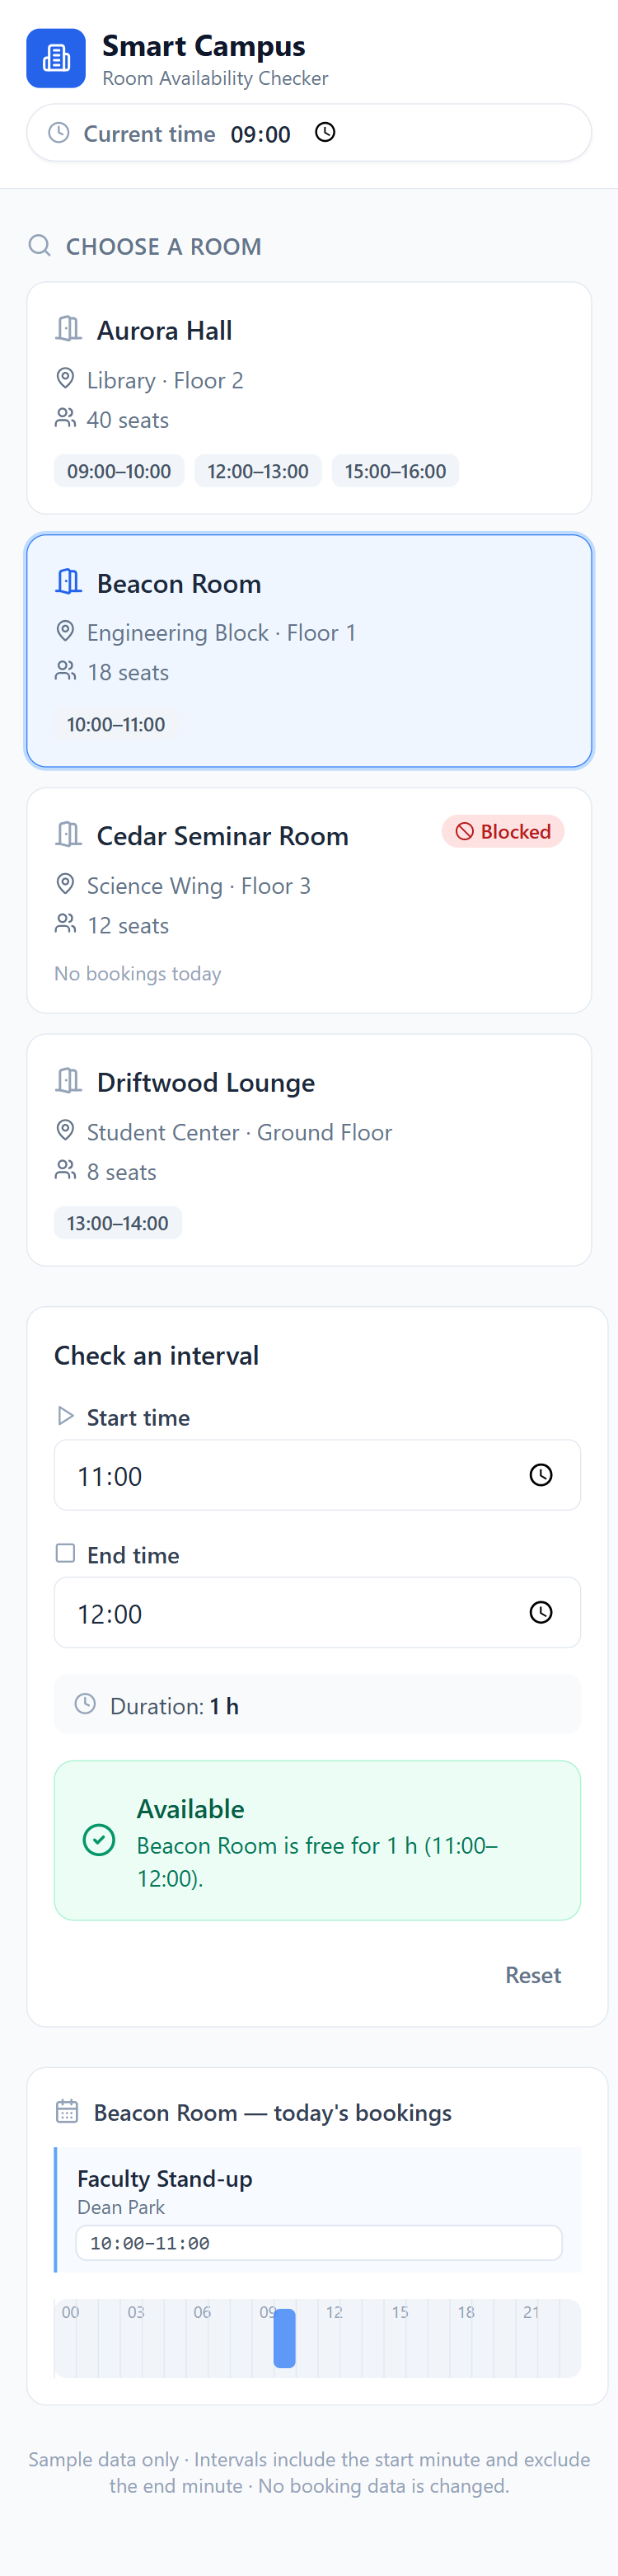 Smart Campus
Room Availability Checker
Current time 09:00
CHOOSE A ROOM
Aurora Hall
Library · Floor 2
40 seats
09:00–10:00 12:00–13:00 15:00–16:00
Beacon Room
Engineering Block · Floor 1
18 seats
10:00–11:00
Cedar Seminar Room
Blocked
Science Wing · Floor 3
12 seats
No bookings today
Driftwood Lounge
Student Center · Ground Floor
8 seats
13:00–14:00
Check an interval
Start time
11:00
End time
12:00
Duration: 1 h
Available
Beacon Room is free for 1 h (11:00–
12:00).
Reset
Beacon Room — today's bookings
Faculty Stand-up
Dean Park
10:00–11:00
00 03 06 09 12 15 18 21
Sample data only · Intervals include the start minute and exclude
the end minute · No booking data is changed.